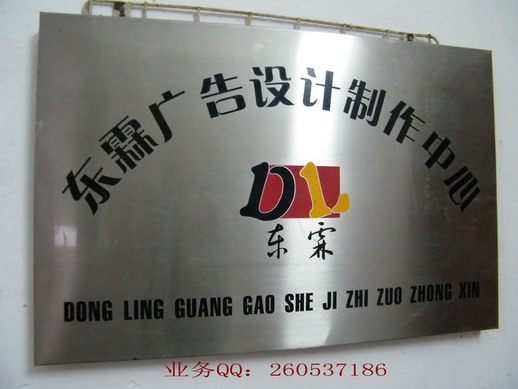 东霖广告设计制作中心
DL
东霖
DONG LING GUANG GAO SHE JI ZHI ZUO ZHONG XIN
业务QQ：260537186